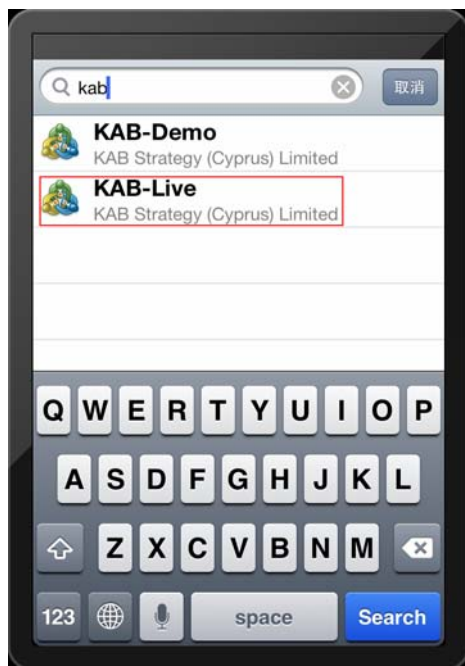 kab
取消
KAB-Demo
KAB Strategy (Cyprus) Limited
KAB-Live
KAB Strategy (Cyprus) Limited
Q W E R T Y U I O P
A S D F G H J K L
Z X C V B N M
123 space Search